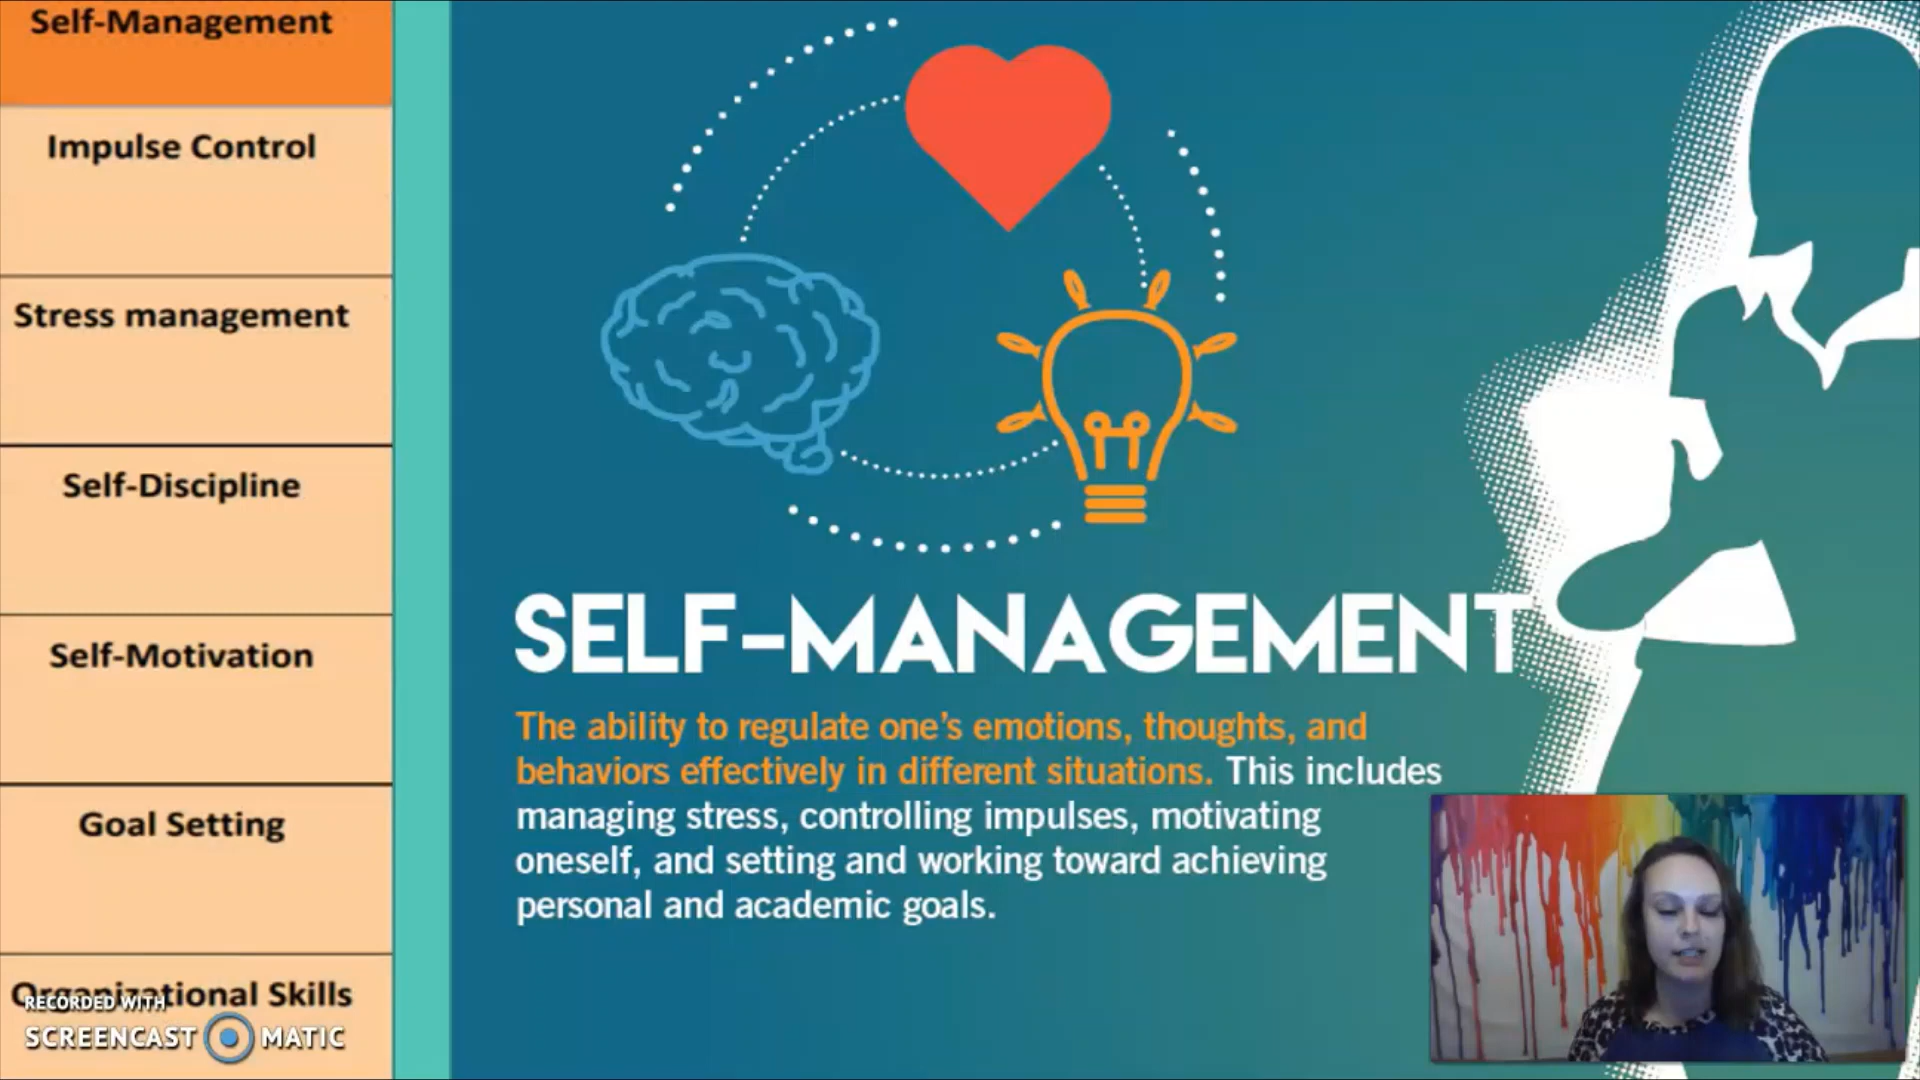 Self-Management
Impulse Control
Stress management
Self-Discipline
Self-Motivation
Goal Setting
Organizational Skills
RECORDED WITH
SCREENCAST MATIC
SELF-MANAGEMENT
The ability to regulate one's emotions, thoughts, and
behaviors effectively in different situations. This includes
managing stress, controlling impulses, motivating
oneself, and setting and working toward achieving
personal and academic goals.